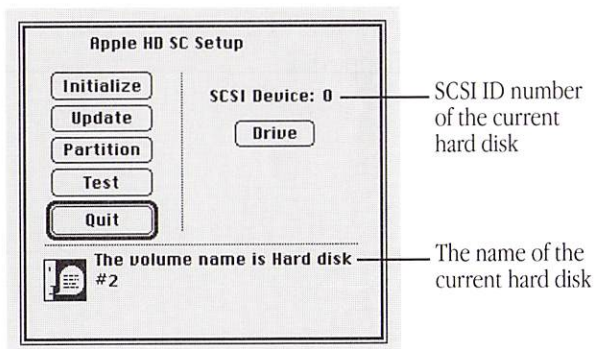 Apple HD SC Setup
Initialize
Update
Partition
Test
Quit
SCSI Device: 0
Drive
The volume name is Hard disk
#2
SCSI ID number
of the current
hard disk
The name of the
current hard disk